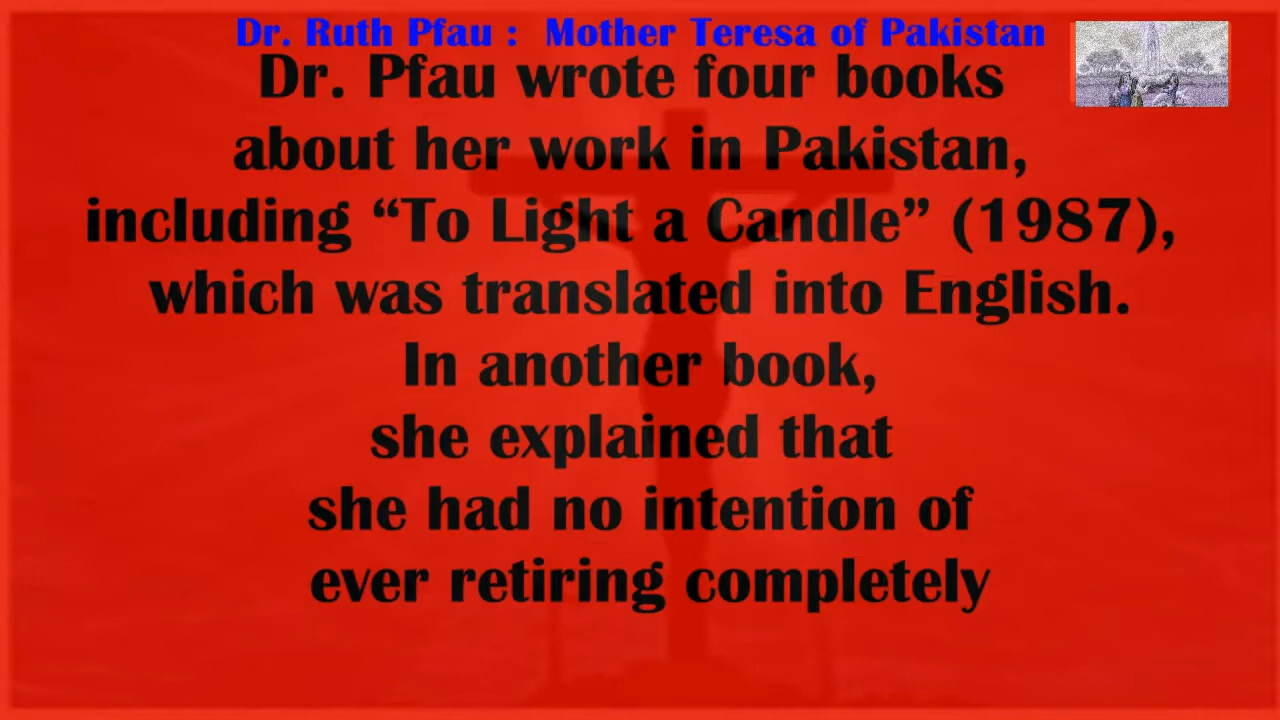 Dr. Ruth Pfau :  Mother Teresa of Pakistan
Dr. Pfau wrote four books
about her work in Pakistan,
including “To Light a Candle” (1987),
which was translated into English.
In another book,
she explained that
she had no intention of
ever retiring completely